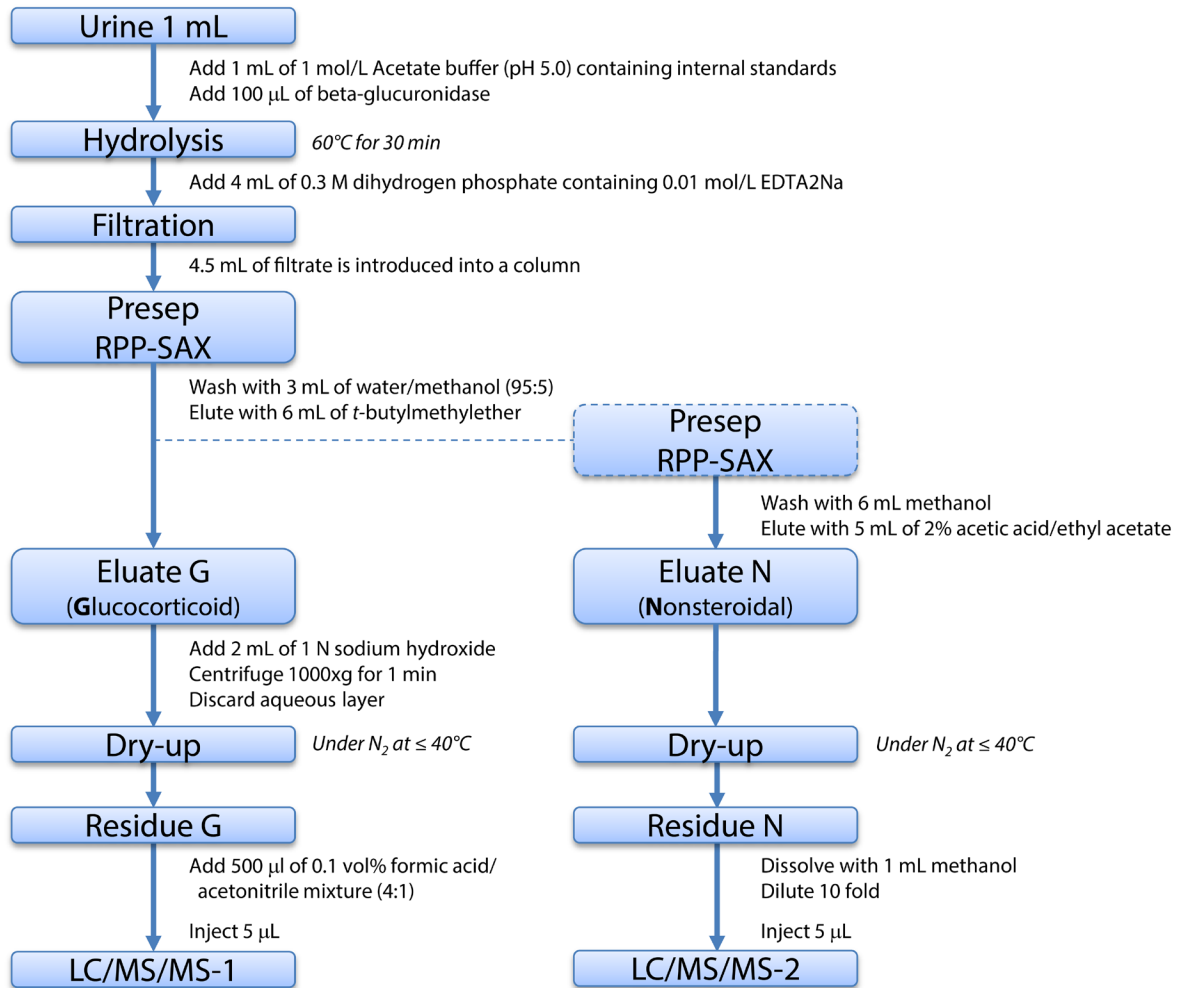 Urine 1 mL
Add 1 mL of 1 mol/L Acetate buffer (pH 5.0) containing internal standards
Add 100 μL of beta-glucuronidase
Hydrolysis
60°C for 30 min
Add 4 mL of 0.3 M dihydrogen phosphate containing 0.01 mol/L EDTA2Na
Filtration
4.5 mL of filtrate is introduced into a column
Presep
RPP-SAX
Wash with 3 mL of water/methanol (95:5)
Elute with 6 mL of t-butylmethylether
Presep
RPP-SAX
Wash with 6 mL methanol
Elute with 5 mL of 2% acetic acid/ethyl acetate
Eluate G
(Glucocorticoid)
Eluate N
(Nonsteroidal)
Add 2 mL of 1 N sodium hydroxide
Centrifuge 1000xg for 1 min
Discard aqueous layer
Dry-up
Under N2 at ≤ 40°C
Dry-up
Under N2 at ≤ 40°C
Residue G
Residue N
Add 500 μl of 0.1 vol% formic acid/
acetonitrile mixture (4:1)
Inject 5 μL
Dissolve with 1 mL methanol
Dilute 10 fold
Inject 5 μL
LC/MS/MS-1
LC/MS/MS-2